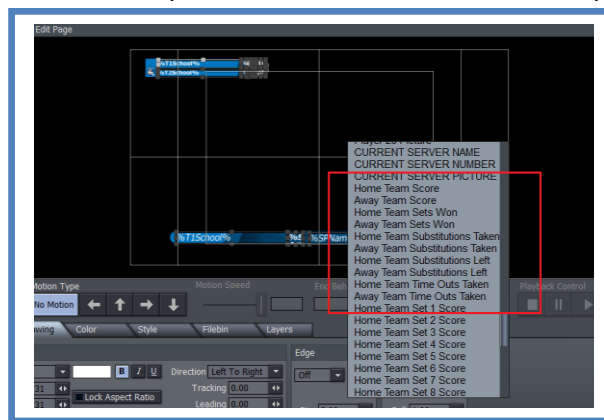 Edit Page
%T1School%
%T2School%
CURRENT SERVER NAME
CURRENT SERVER NUMBER
CURRENT SERVER PICTURE
Home Team Score
Away Team Score
Home Team Sets Won
Away Team Sets Won
Home Team Substitutions Taken
Away Team Substitutions Taken
Home Team Substitutions Left
Away Team Substitutions Left
Home Team Time Outs Taken
Away Team Time Outs Taken
Home Team Set 1 Score
Home Team Set 2 Score
Home Team Set 3 Score
Home Team Set 4 Score
Home Team Set 5 Score
Home Team Set 6 Score
Home Team Set 7 Score
Home Team Set 8 Score
%T1School% %SPName
Motion Type Motion Speed End Beh Playback Control
No Motion
Color Style Filebin Layers
Edge
B I U Direction Left To Right Off
31 Lock Aspect Ratio Tracking 0.00
31 Leading 0.00